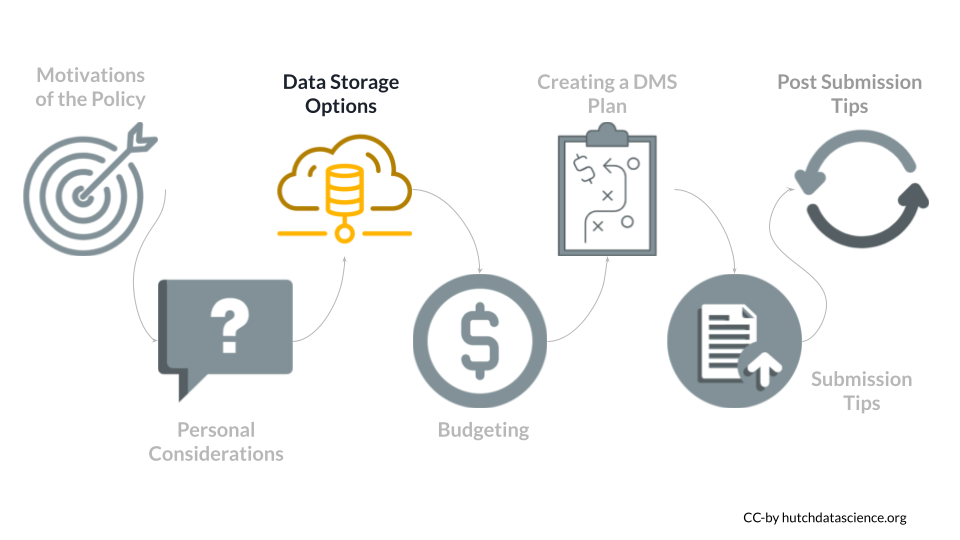 Motivations
of the Policy
Data Storage
Options
Creating a DMS
Plan
Post Submission
Tips
$
?
$
Personal
Considerations
Budgeting
Submission
Tips
CC-by hutchdatascience.org